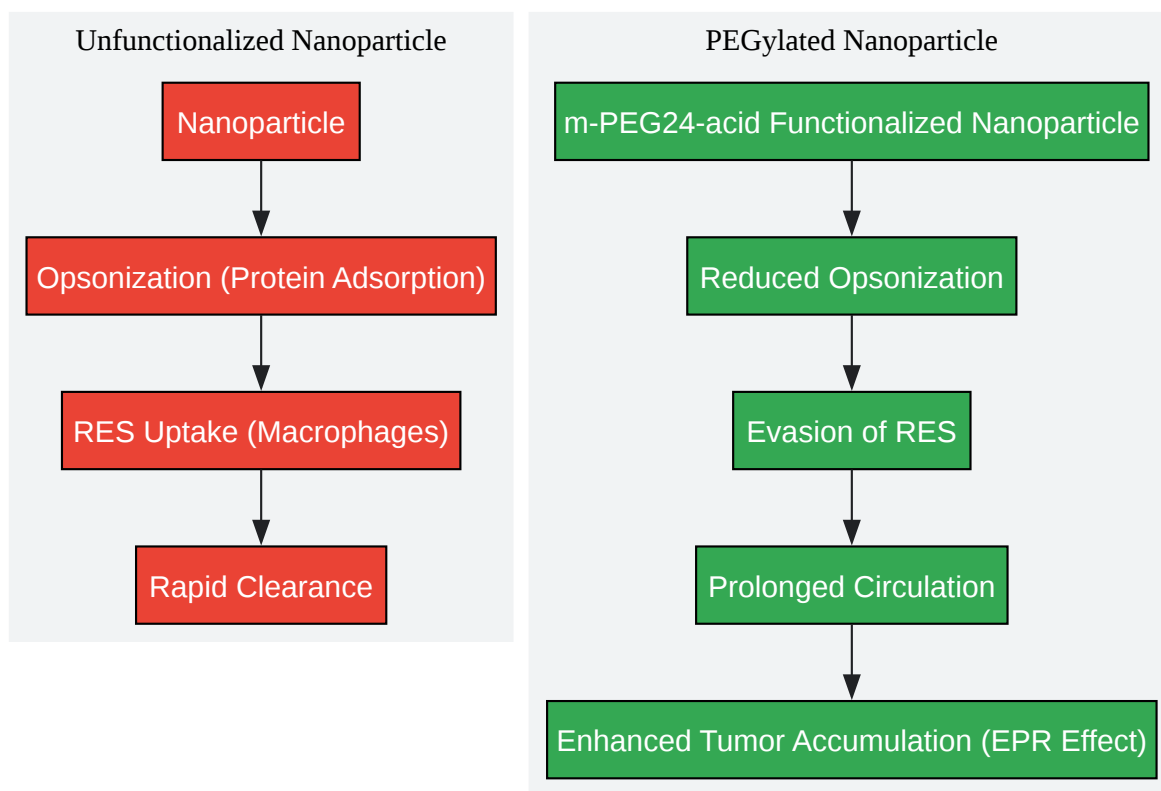 Unfunctionalized Nanoparticle
Nanoparticle
Opsonization (Protein Adsorption)
RES Uptake (Macrophages)
Rapid Clearance
PEGylated Nanoparticle
m-PEG24-acid Functionalized Nanoparticle
Reduced Opsonization
Evasion of RES
Prolonged Circulation
Enhanced Tumor Accumulation (EPR Effect)